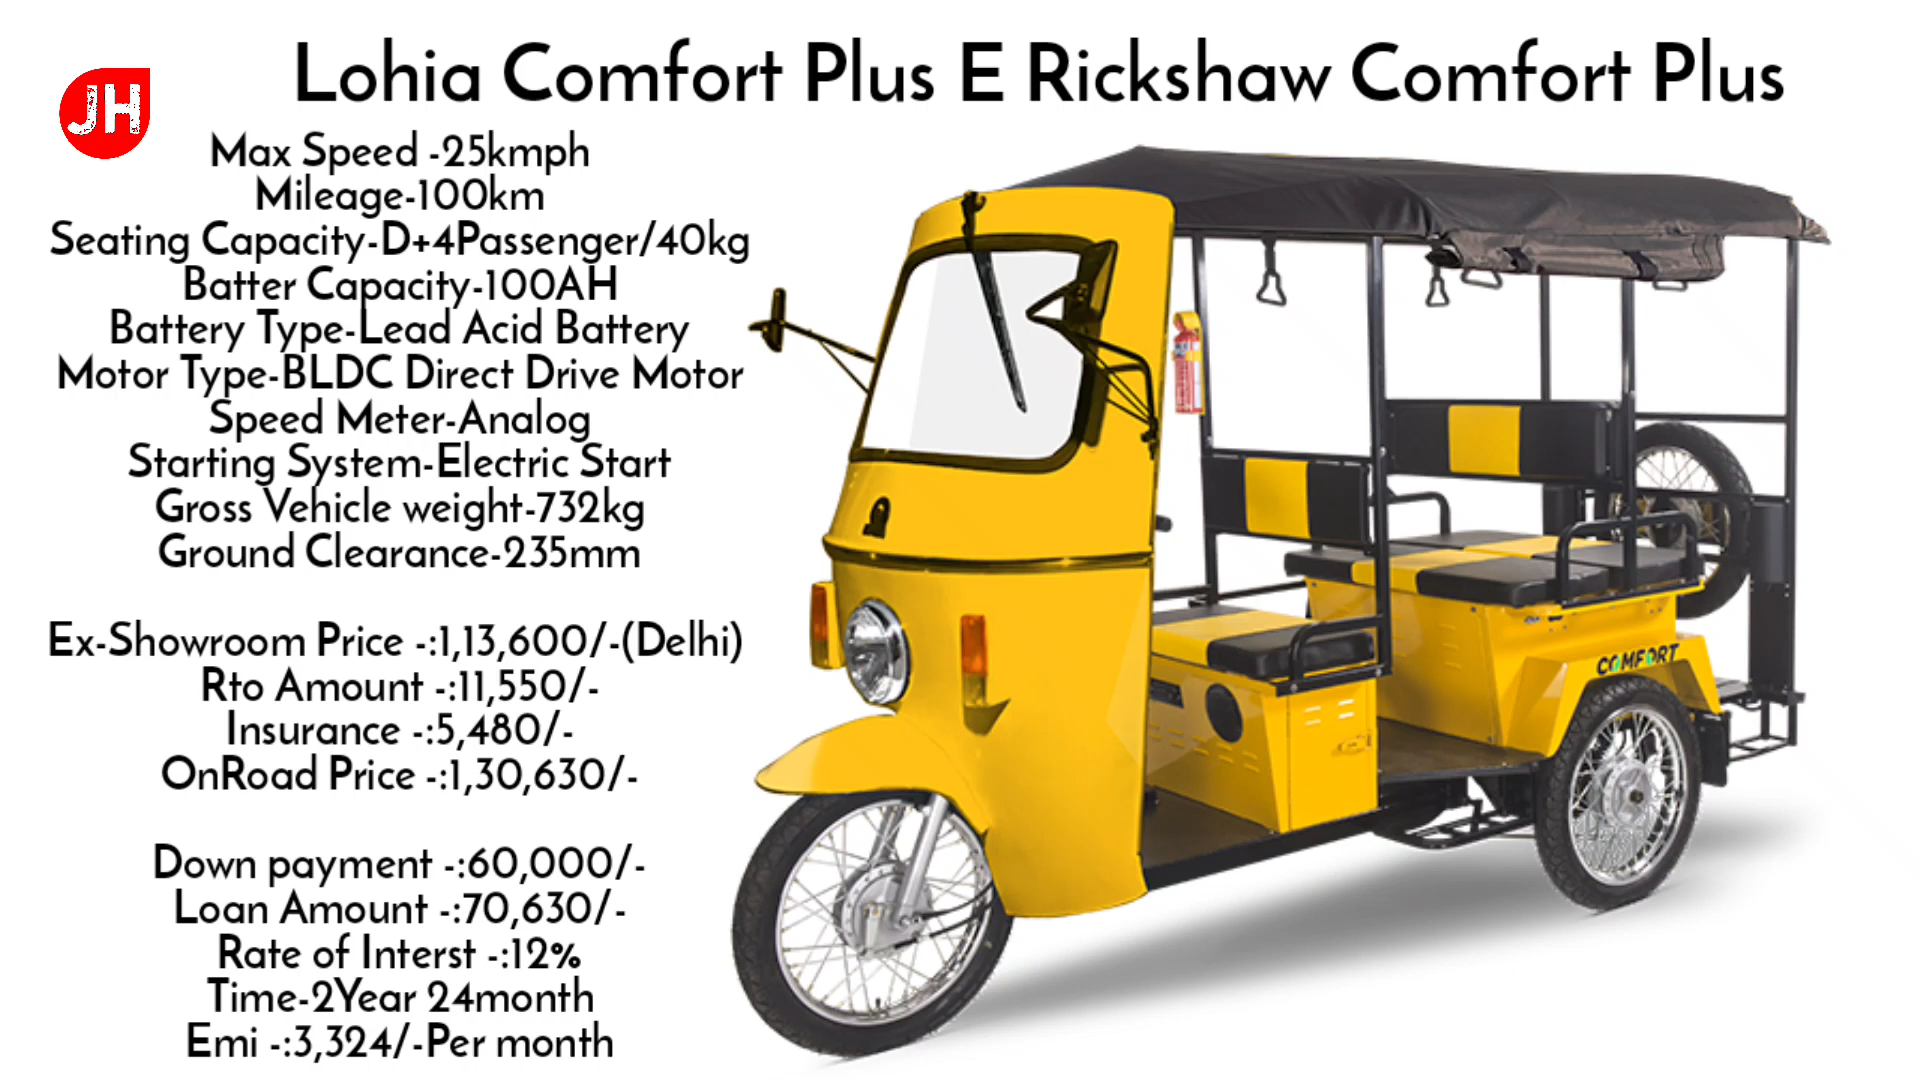 Lohia Comfort Plus E Rickshaw Comfort Plus
JH
Max Speed -25kmph
Mileage-100km
Seating Capacity-D+4Passenger/40kg
Batter Capacity-100AH
Battery Type-Lead Acid Battery
Motor Type-BLDC Direct Drive Motor
Speed Meter-Analog
Starting System-Electric Start
Gross Vehicle weight-732kg
Ground Clearance-235mm
Ex-Showroom Price -:1,13,600/-(Delhi)
Rto Amount -:11,550/-
Insurance -:5,480/-
OnRoad Price -:1,30,630/-
Down payment -:60,000/-
Loan Amount -:70,630/-
Rate of Interst -:12%
Time-2Year 24month
Emi -:3,324/-Per month
COMFORT